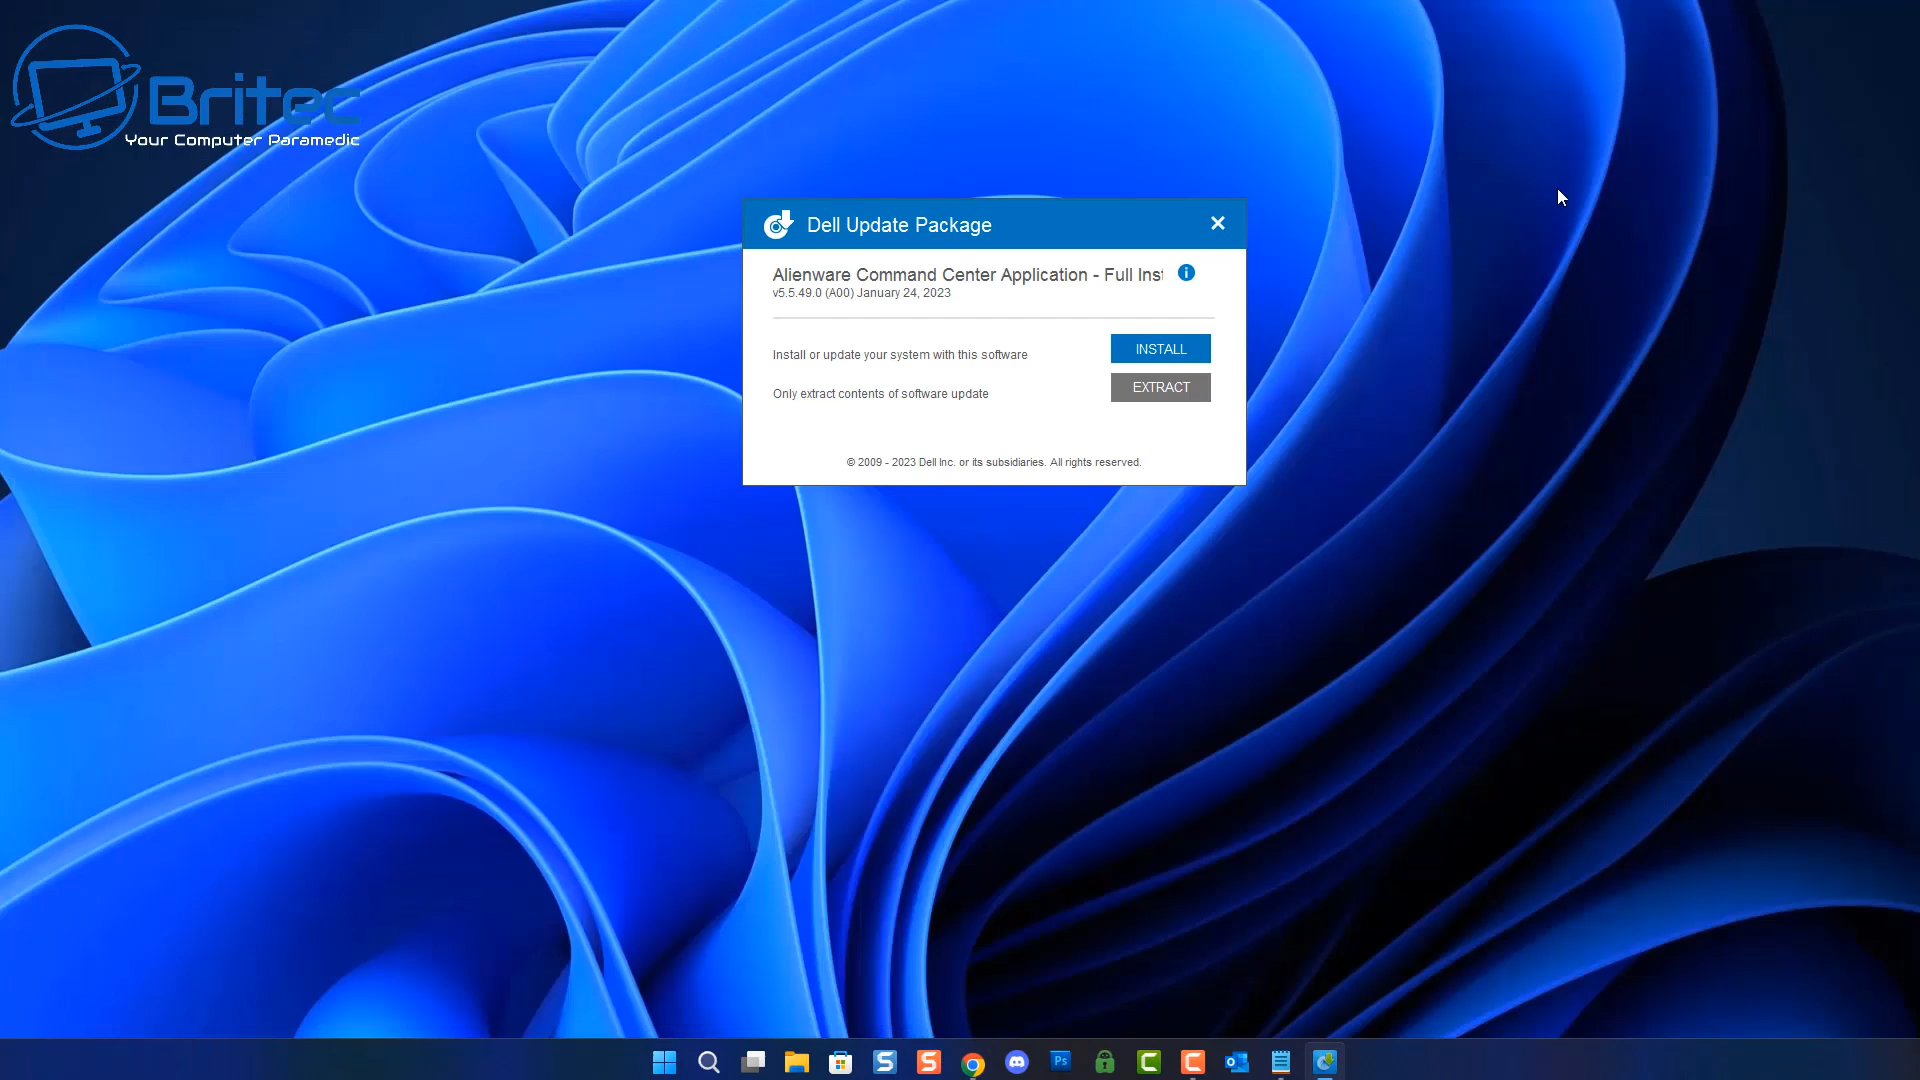 Britec
Your Computer Paramedic
Dell Update Package
Alienware Command Center Application - Full Inst
v5.5.49.0 (A00) January 24, 2023
Install or update your system with this software
INSTALL
Only extract contents of software update
EXTRACT
© 2009 - 2023 Dell Inc. or its subsidiaries. All rights reserved.